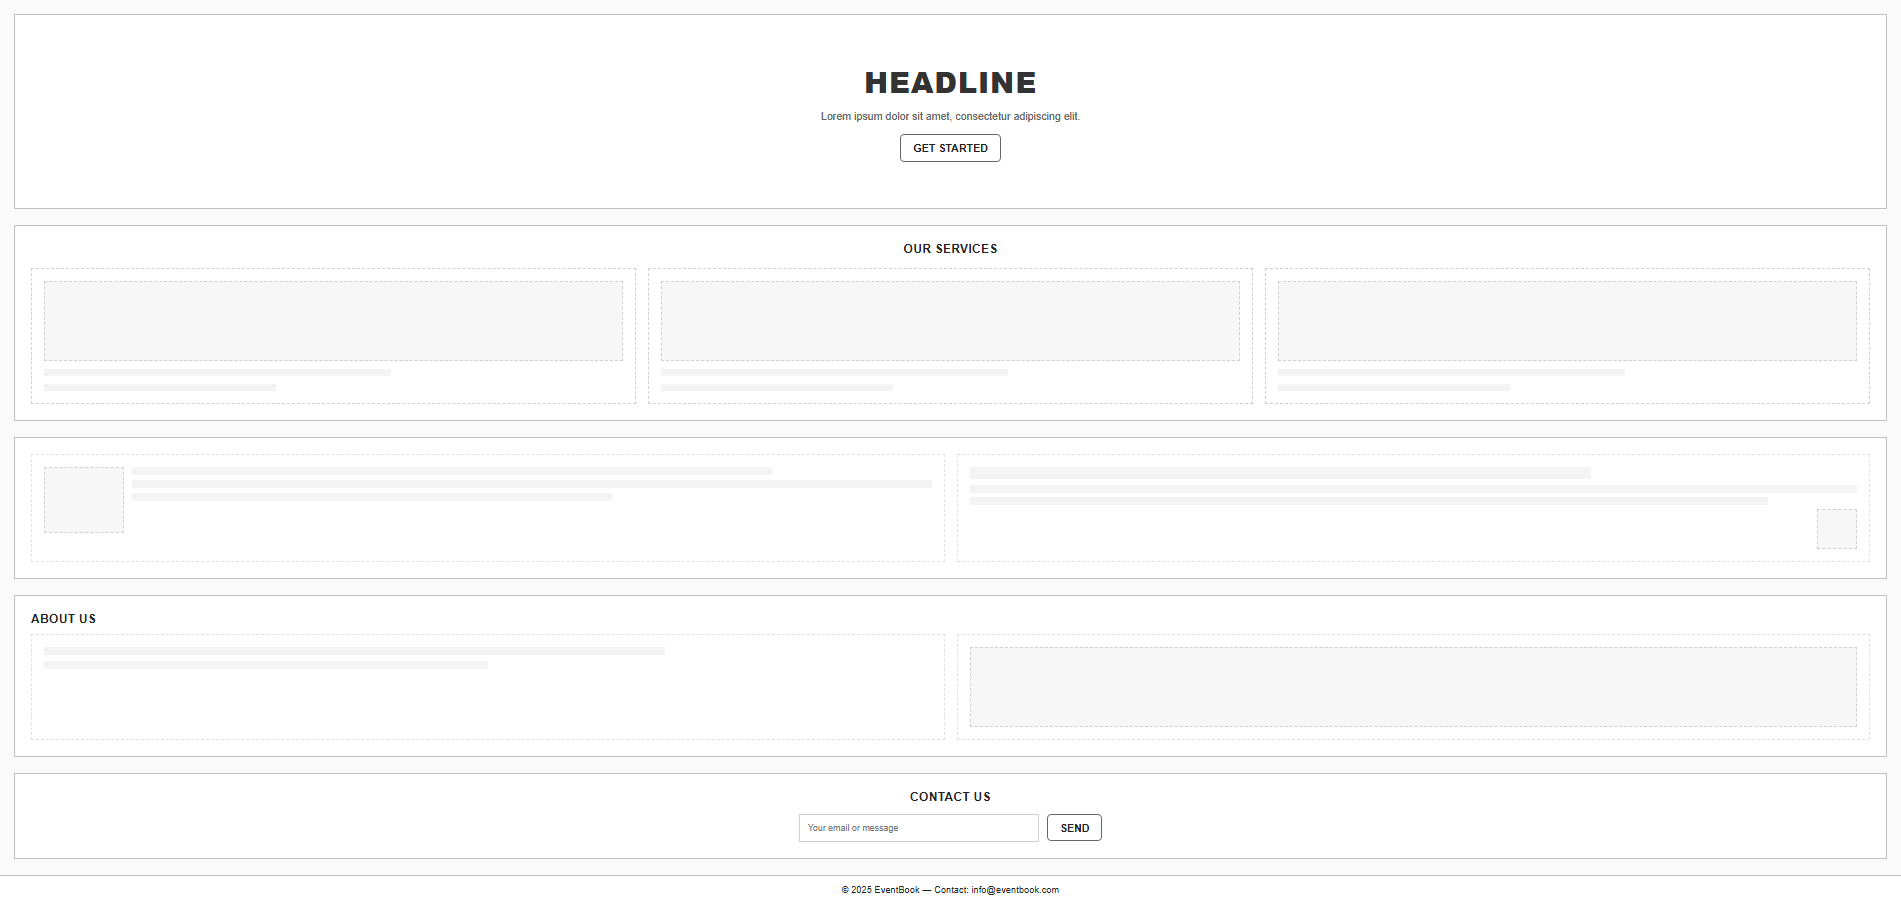 HEADLINE
Lorem ipsum dolor sit amet, consectetur adipiscing elit.
GET STARTED
OUR SERVICES
ABOUT US
CONTACT US
Your email or message
SEND
© 2025 EventBook — Contact: info@eventbook.com